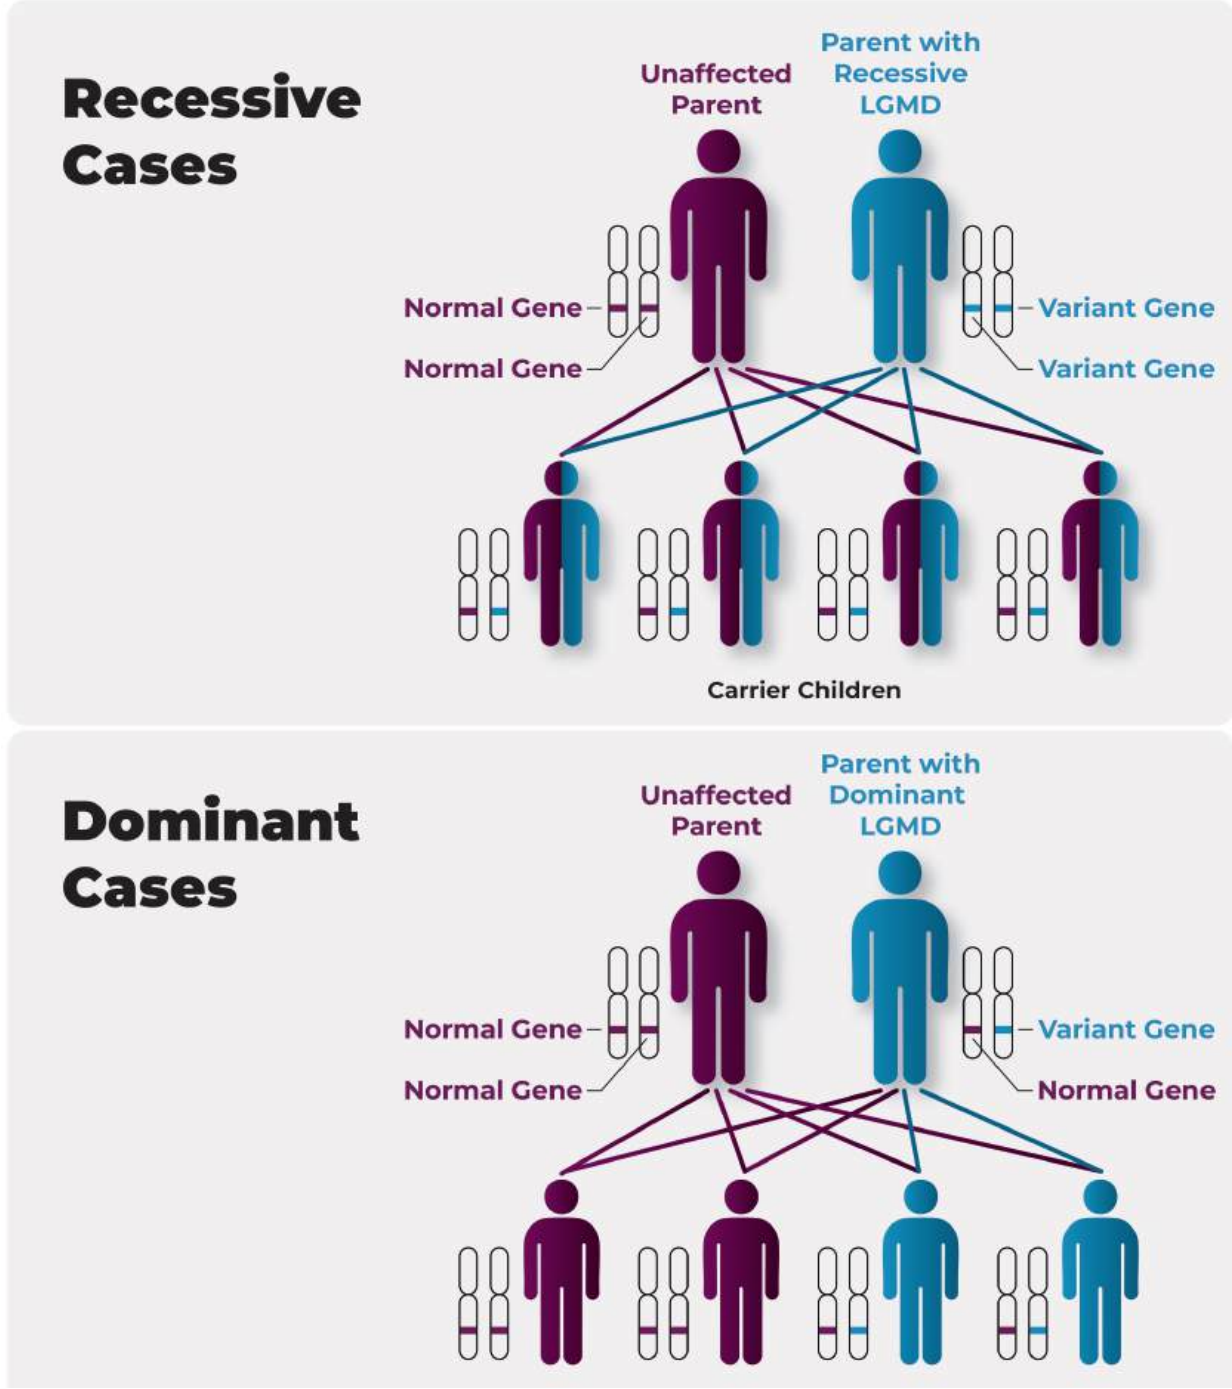 Recessive
Cases
Unaffected
Parent
Parent with
Recessive
LGMD
Normal Gene
Normal Gene
Variant Gene
Variant Gene
Carrier Children
Dominant
Cases
Unaffected
Parent
Parent with
Dominant
LGMD
Normal Gene
Normal Gene
Variant Gene
Normal Gene